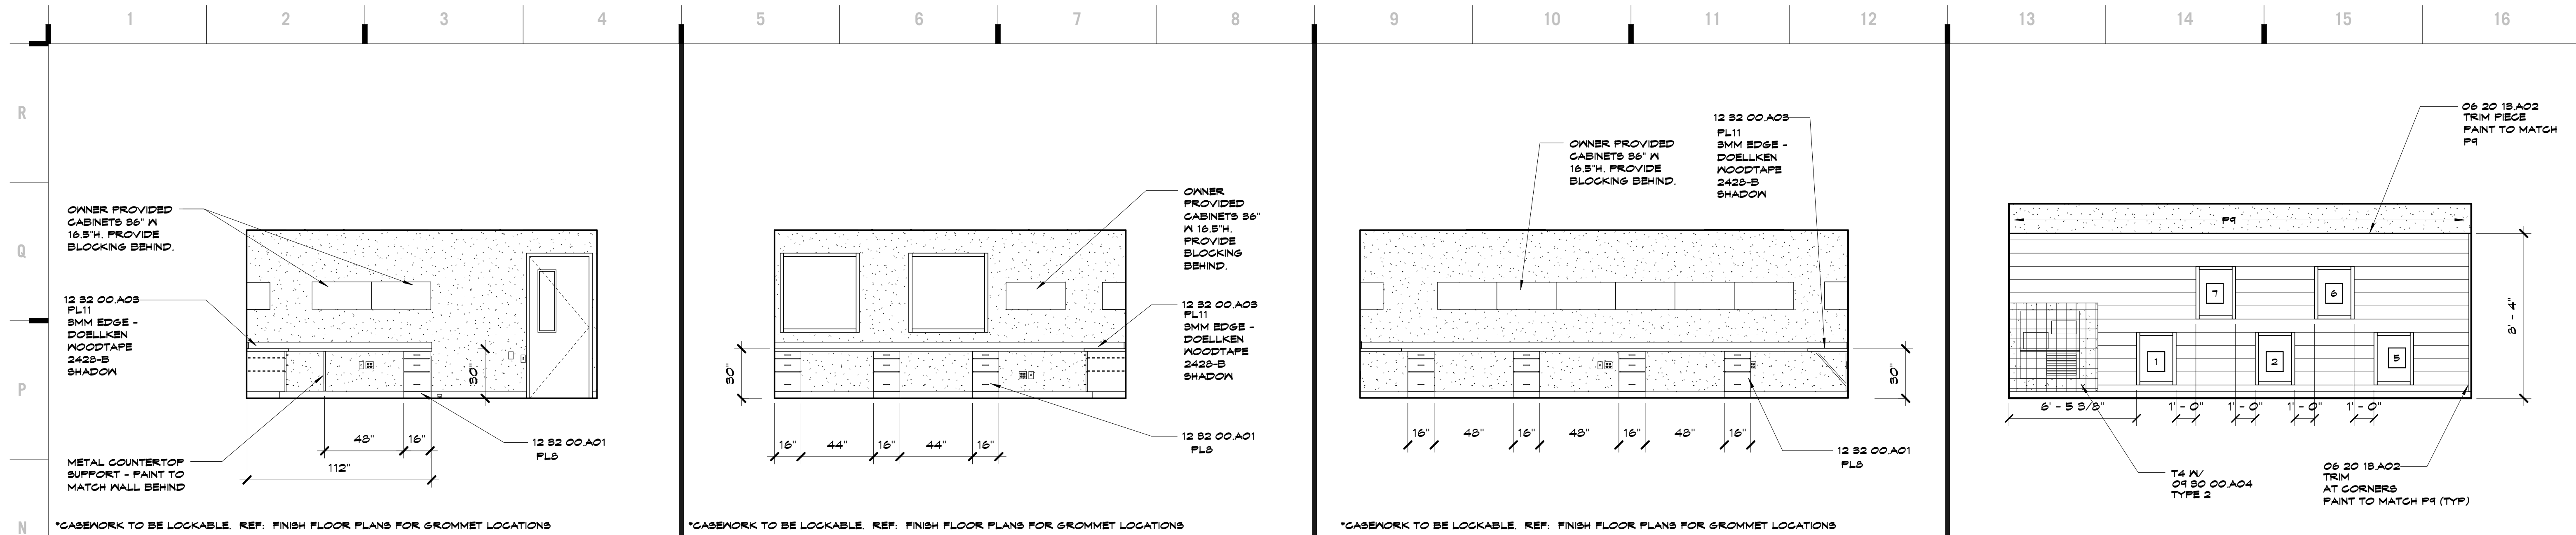 1 2 3 4 5 6 7 8 9 10 11 12 13 14 15 16
R
Q
P
N
OWNER PROVIDED
CABINETS 36" W
16.5"H. PROVIDE
BLOCKING BEHIND.
12 32 00.A03
PL11
3MM EDGE -
DOELLKEN
WOODTAPE
2428-B
SHADOW
30"
48" 16"
112"
12 32 00.A01
PL8
METAL COUNTERTOP
SUPPORT - PAINT TO
MATCH WALL BEHIND
*CASEWORK TO BE LOCKABLE. REF: FINISH FLOOR PLANS FOR GROMMET LOCATIONS
OWNER
PROVIDED
CABINETS 36"
W 16.5"H.
PROVIDE
BLOCKING
BEHIND.
12 32 00.A03
PL11
3MM EDGE -
DOELLKEN
WOODTAPE
2428-B
SHADOW
30"
16" 44" 16" 44" 16"
12 32 00.A01
PL8
*CASEWORK TO BE LOCKABLE. REF: FINISH FLOOR PLANS FOR GROMMET LOCATIONS
12 32 00.A03
PL11
3MM EDGE -
DOELLKEN
WOODTAPE
2428-B
SHADOW
OWNER PROVIDED
CABINETS 36" W
16.5"H. PROVIDE
BLOCKING BEHIND.
30"
16" 48" 16" 48" 16" 48" 16"
12 32 00.A01
PL8
*CASEWORK TO BE LOCKABLE. REF: FINISH FLOOR PLANS FOR GROMMET LOCATIONS
06 20 13.A02
TRIM PIECE
PAINT TO MATCH
P9
P9
7 6
1 2 5
8' - 4"
6' - 5 3/8" 1' - 0" 1' - 0" 1' - 0" 1' - 0"
T4 W/
09 30 00.A04
TYPE 2
06 20 13.A02
TRIM
AT CORNERS
PAINT TO MATCH P9 (TYP)